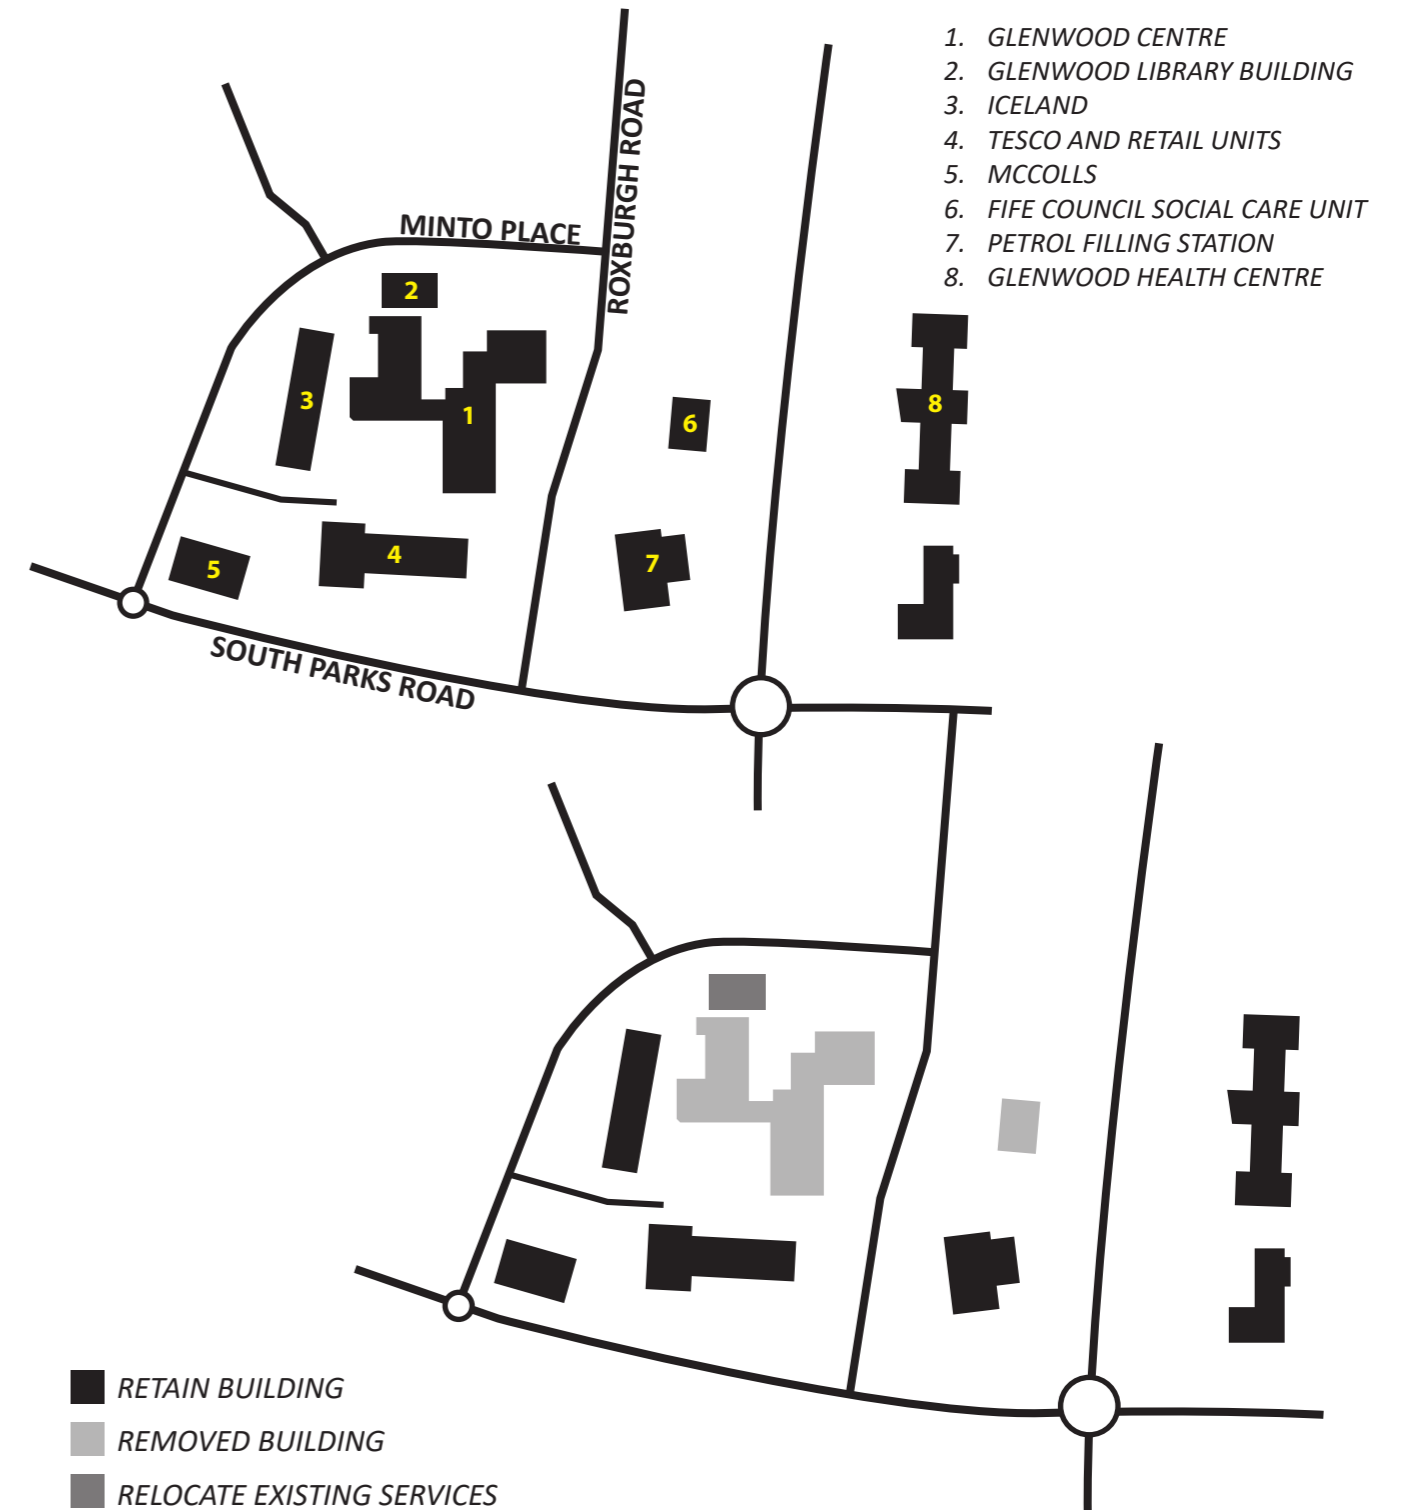 1. GLENWOOD CENTRE
2. GLENWOOD LIBRARY BUILDING
3. ICELAND
4. TESCO AND RETAIL UNITS
5. MCCOLLS
6. FIFE COUNCIL SOCIAL CARE UNIT
7. PETROL FILLING STATION
8. GLENWOOD HEALTH CENTRE
ROXBURGH ROAD
MINTO PLACE
2
3
1
6
8
4
5
7
SOUTH PARKS ROAD
RETAIN BUILDING
REMOVED BUILDING
RELOCATE EXISTING SERVICES